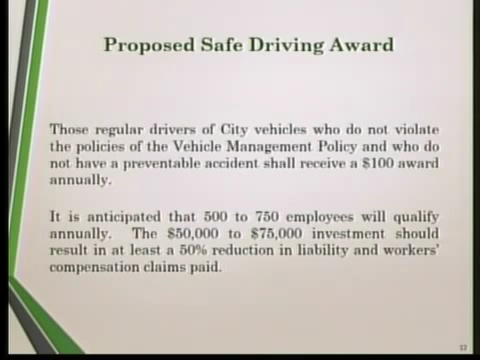 Proposed Safe Driving Award
Those regular drivers of City vehicles who do not violate
the policies of the Vehicle Management Policy and who do
not have a preventable accident shall receive a $100 award
annually.
It is anticipated that 500 to 750 employees will qualify
annually. The $50,000 to $75,000 investment should
result in at least a 50% reduction in liability and workers'
compensation claims paid.